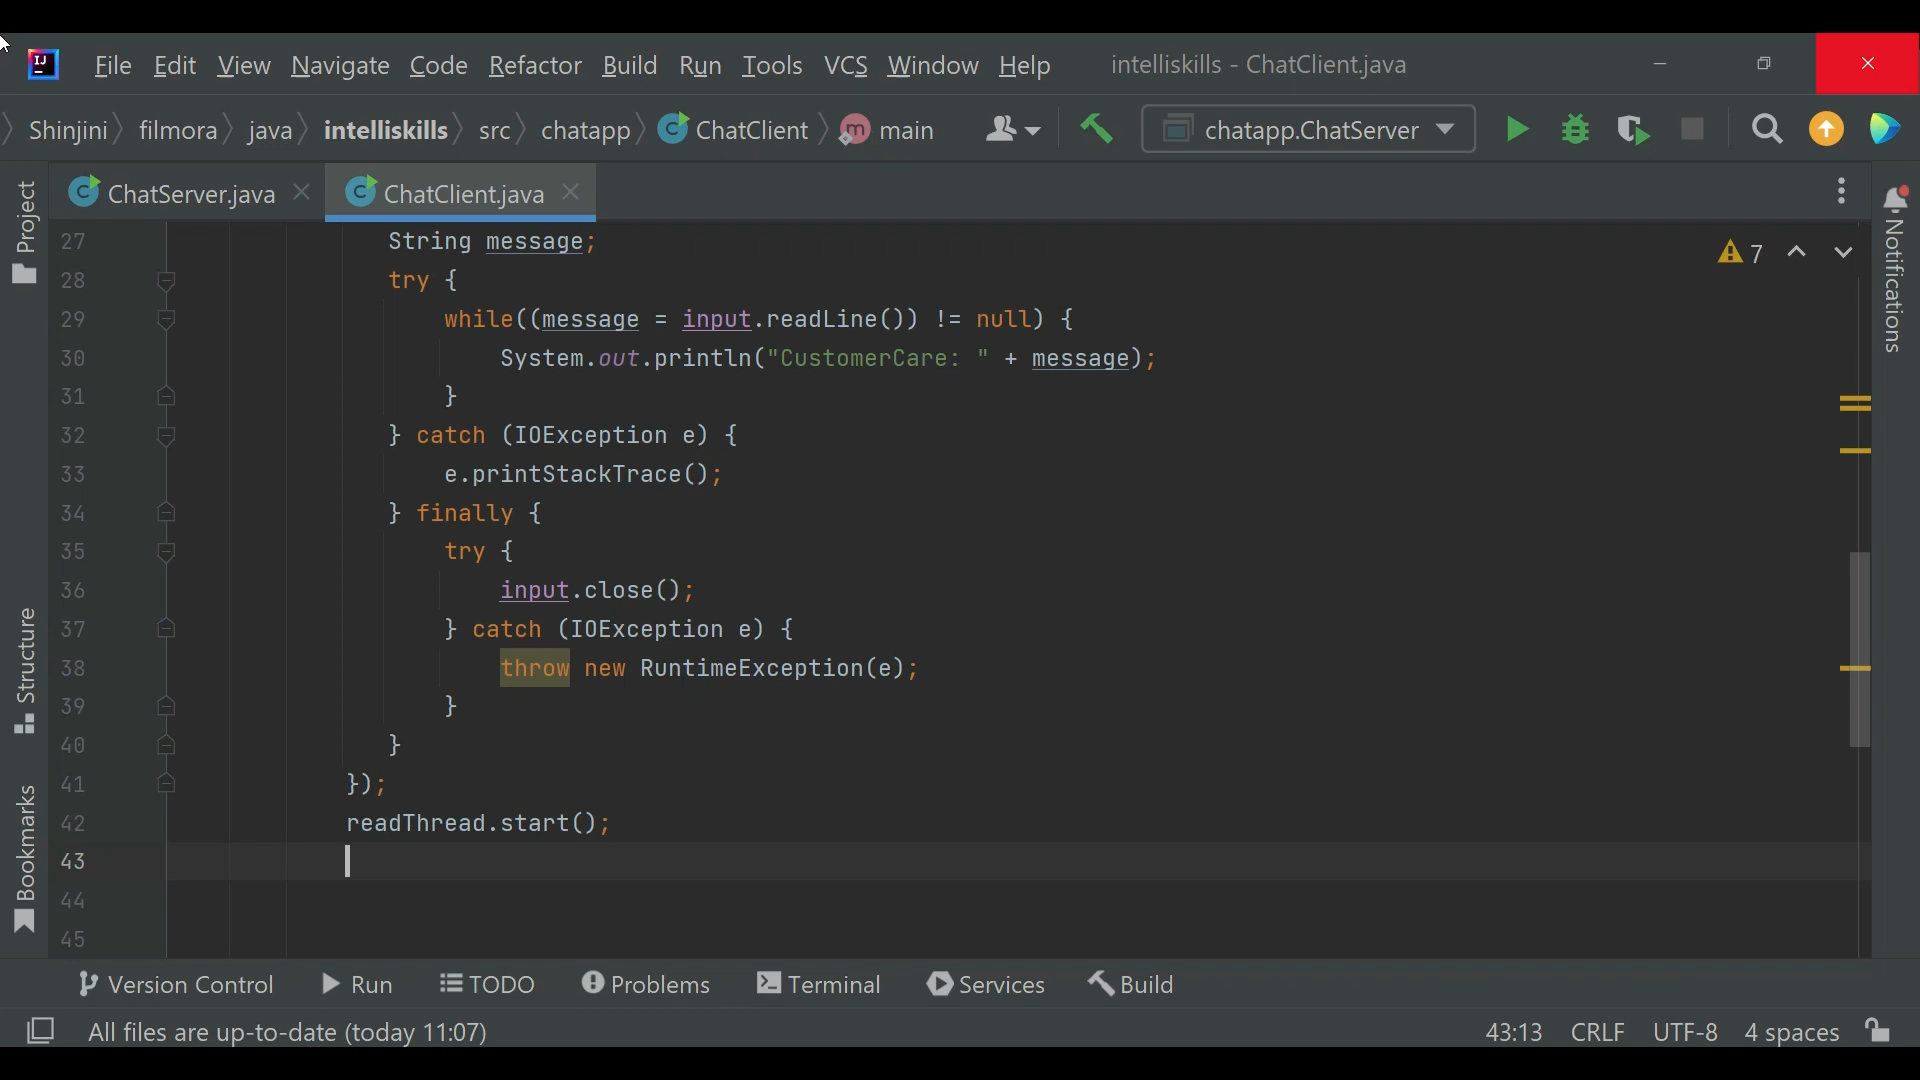 IJ File Edit View Navigate Code Refactor Build Run Tools VCS Window Help intelliskills - ChatClient.java
Shinjini filmora java intelliskills src chatapp C ChatClient m main chatapp.ChatServer
C ChatServer.java C ChatClient.java
Project
Structure
Bookmarks
Notifications
7
27 String message;
28 try {
29 while((message = input.readLine()) != null) {
30 System.out.println("CustomerCare: " + message);
31 }
32 } catch (IOException e) {
33 e.printStackTrace();
34 } finally {
35 try {
36 input.close();
37 } catch (IOException e) {
38 throw new RuntimeException(e);
39 }
40 }
41 });
42 readThread.start();
43
44
45
Version Control Run TODO Problems Terminal Services Build
All files are up-to-date (today 11:07) 43:13 CRLF UTF-8 4 spaces